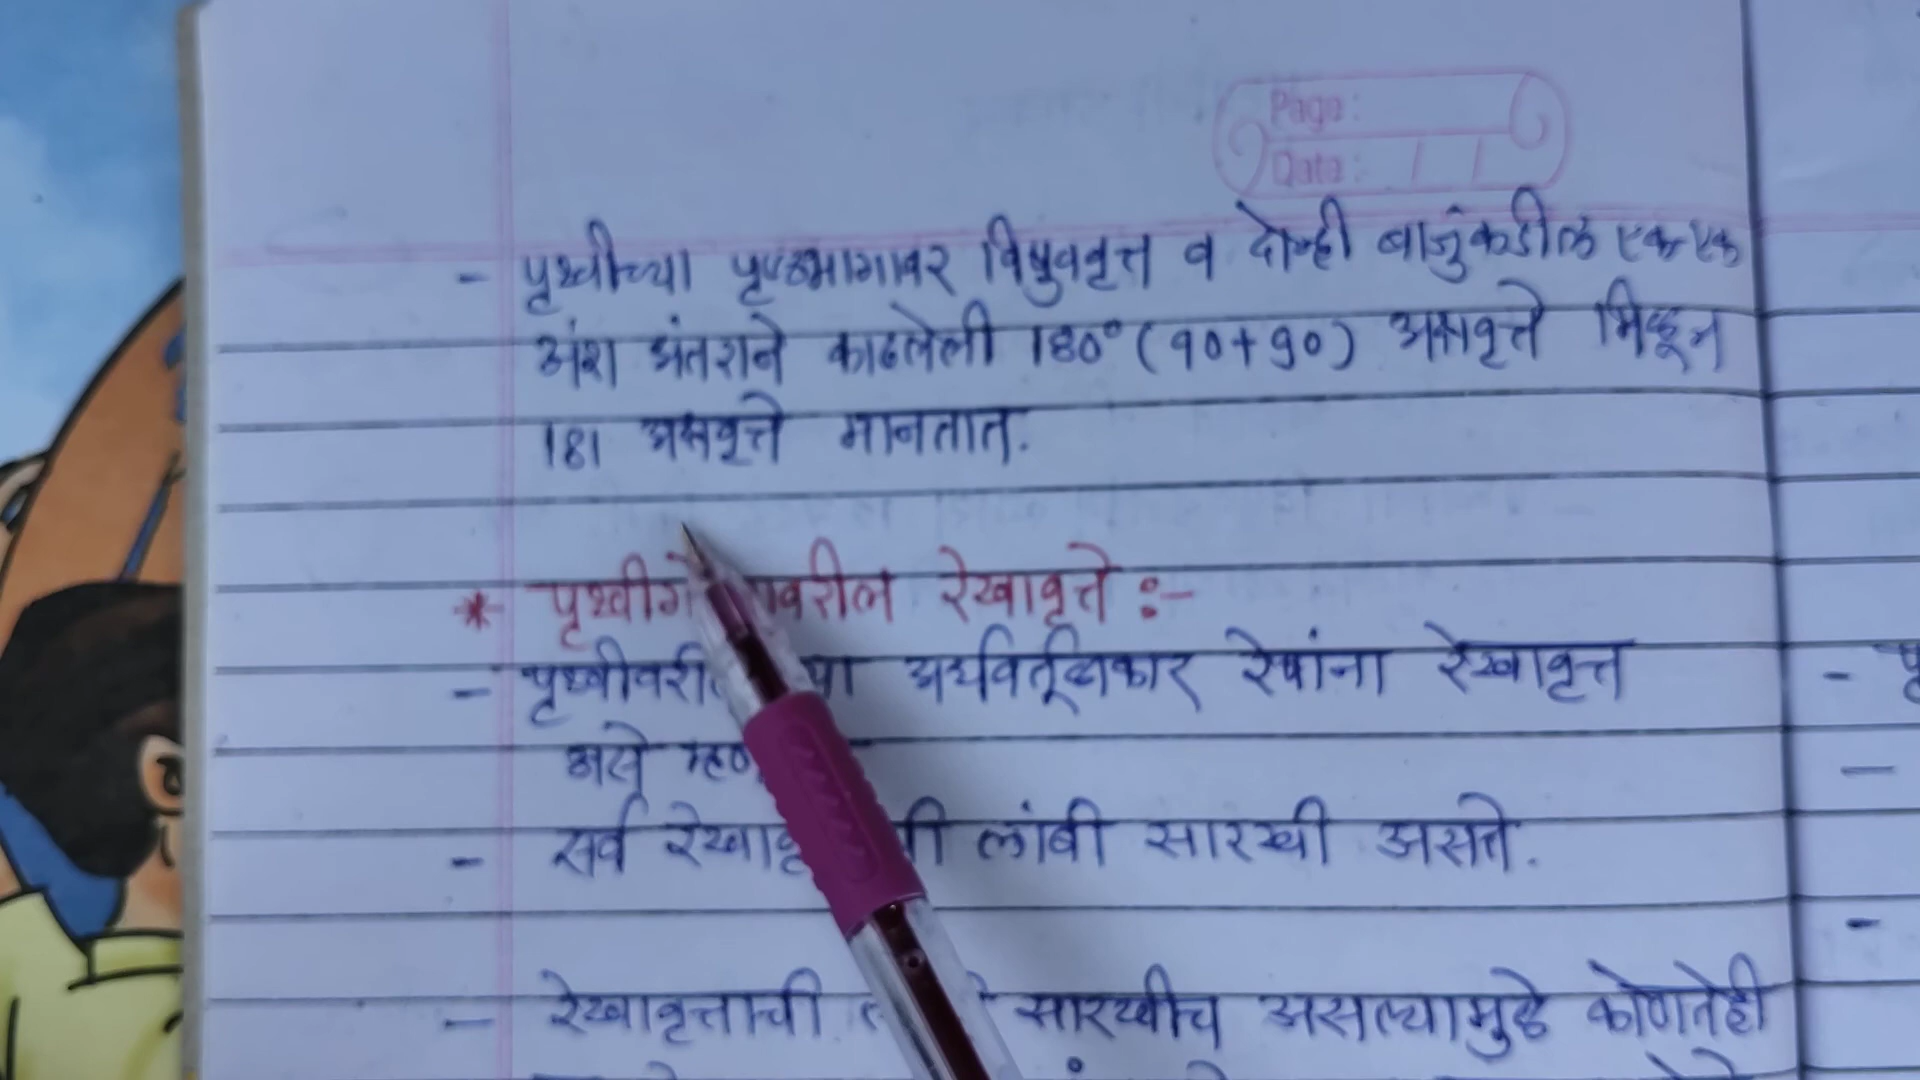 Page:
Date: / /
- पृथ्वीच्या पृष्ठभागावर विषुववृत्त व दोन्ही बाजुंकडील एक एक
अंश अंतराने काढलेली 180° (90+90) अक्षवृत्ते मिळून
181 अक्षवृत्ते मानतात.
* पृथ्वीग वरील रेखावृत्ते :-
- पृथ्वीवरी या अर्धवर्तूळाकार रेषांना रेखावृत्त
असे म्हण
- सर्व रेखावृ ची लांबी सारखी असते.
- रेखावृत्ताची सारखीच असल्यामुळे कोणतेही